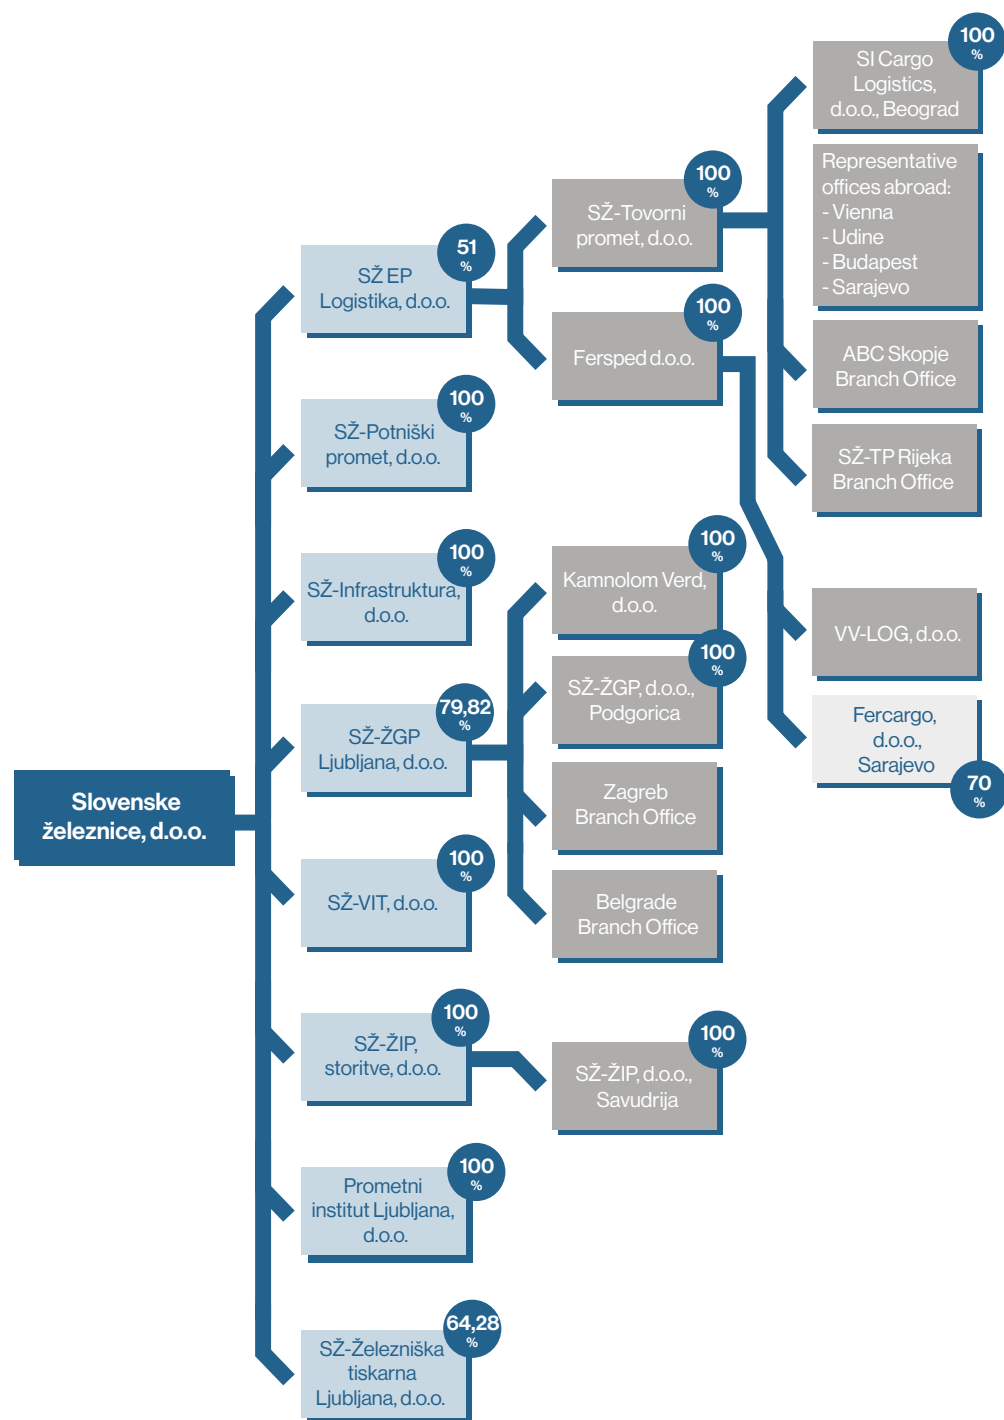 Slovenske
železnice, d.o.o.
51
%
SŽ EP
Logistika, d.o.o.
100
%
SŽ-Potniški
promet, d.o.o.
100
%
SŽ-Infrastruktura,
d.o.o.
79,82
%
SŽ-ŽGP
Ljubljana, d.o.o.
100
%
SŽ-VIT, d.o.o.
100
%
SŽ-ŽIP,
storitve, d.o.o.
100
%
Prometni
institut Ljubljana,
d.o.o.
64,28
%
SŽ-Železniška
tiskarna
Ljubljana, d.o.o.
100
%
SŽ-Tovorni
promet, d.o.o.
100
%
Fersped d.o.o.
100
%
Kamnolom Verd,
d.o.o.
100
%
SŽ-ŽGP, d.o.o.,
Podgorica
Zagreb
Branch Office
Belgrade
Branch Office
100
%
SŽ-ŽIP, d.o.o.,
Savudrija
100
%
SI Cargo
Logistics,
d.o.o., Beograd
Representative
offices abroad:
- Vienna
- Udine
- Budapest
- Sarajevo
ABC Skopje
Branch Office
SŽ-TP Rijeka
Branch Office
VV-LOG, d.o.o.
Fercargo,
d.o.o.,
Sarajevo
70
%